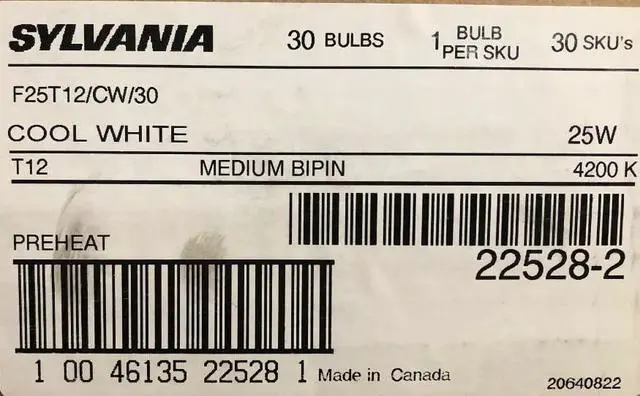 SYLVANIA 30 BULBS 1 BULB PER SKU 30 SKU's
F25T12/CW/30
COOL WHITE 25W
T12 MEDIUM BIPIN 4200 K
PREHEAT
22528-2
1 00 46135 22528 1 Made in Canada 20640822